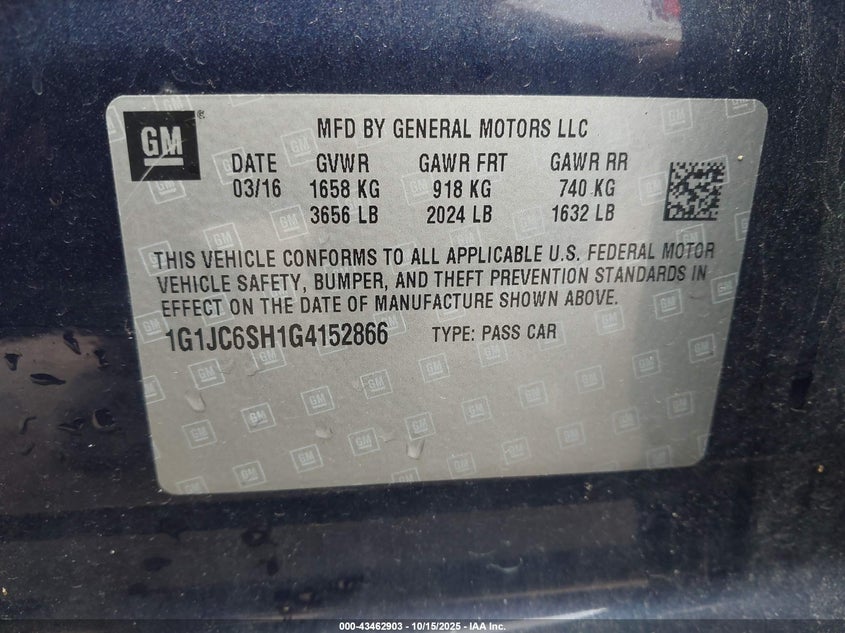 GM ®
MFD BY GENERAL MOTORS LLC
DATE GVWR GAWR FRT GAWR RR
03/16 1658 KG 918 KG 740 KG
3656 LB 2024 LB 1632 LB
THIS VEHICLE CONFORMS TO ALL APPLICABLE U.S. FEDERAL MOTOR
VEHICLE SAFETY, BUMPER, AND THEFT PREVENTION STANDARDS IN
EFFECT ON THE DATE OF MANUFACTURE SHOWN ABOVE.
1G1JC6SH1G4152866 TYPE: PASS CAR
000-43462903 - 10/15/2025 - IAA Inc.